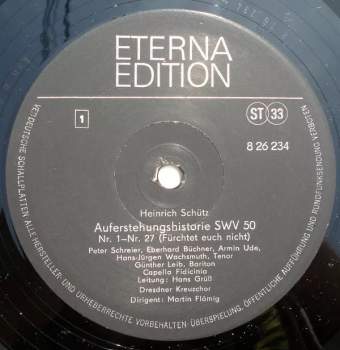 ETERNA
EDITION
1
ST 33
8 26 234
Heinrich Schütz
Auferstehungshistorie SWV 50
Nr. 1—Nr. 27 (Fürchtet euch nicht)
Peter Schreier, Eberhard Büchner, Armin Ude,
Hans-Jürgen Wachsmuth, Tenor
Günther Leib, Bariton
Capella Fidicinia
Leitung: Hans Grüß
Dresdner Kreuzchor
Dirigent: Martin Flämig
VEB DEUTSCHE SCHALLPLATTEN ALLE HERSTELLER- UND URHEBERRECHTE VORBEHALTEN ÜBERSPIELUNG, ÖFFENTLICHE AUFFÜHRUNG UND RUNDFUNKSENDUNG VERBOTEN